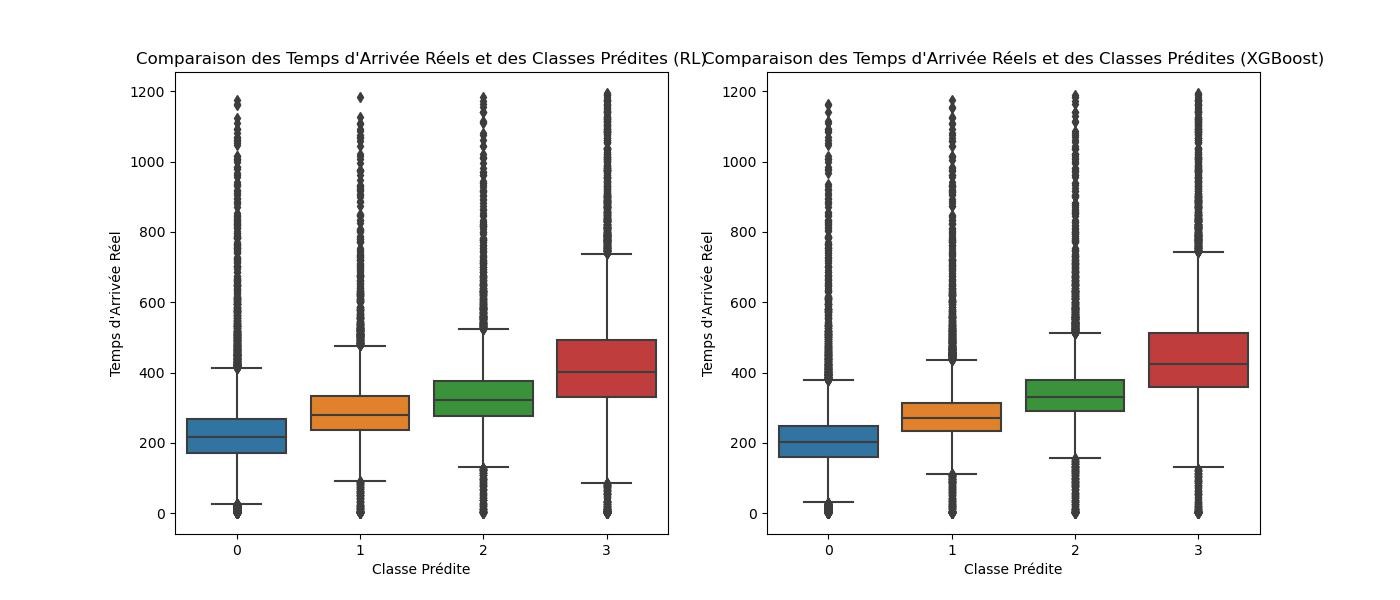 Comparaison des Temps d'Arrivée Réels et des Classes Prédites (RL)
Temps d'Arrivée Réel
1200
1000
800
600
400
200
0
0 1 2 3
Classe Prédite
Comparaison des Temps d'Arrivée Réels et des Classes Prédites (XGBoost)
Temps d'Arrivée Réel
1200
1000
800
600
400
200
0
0 1 2 3
Classe Prédite